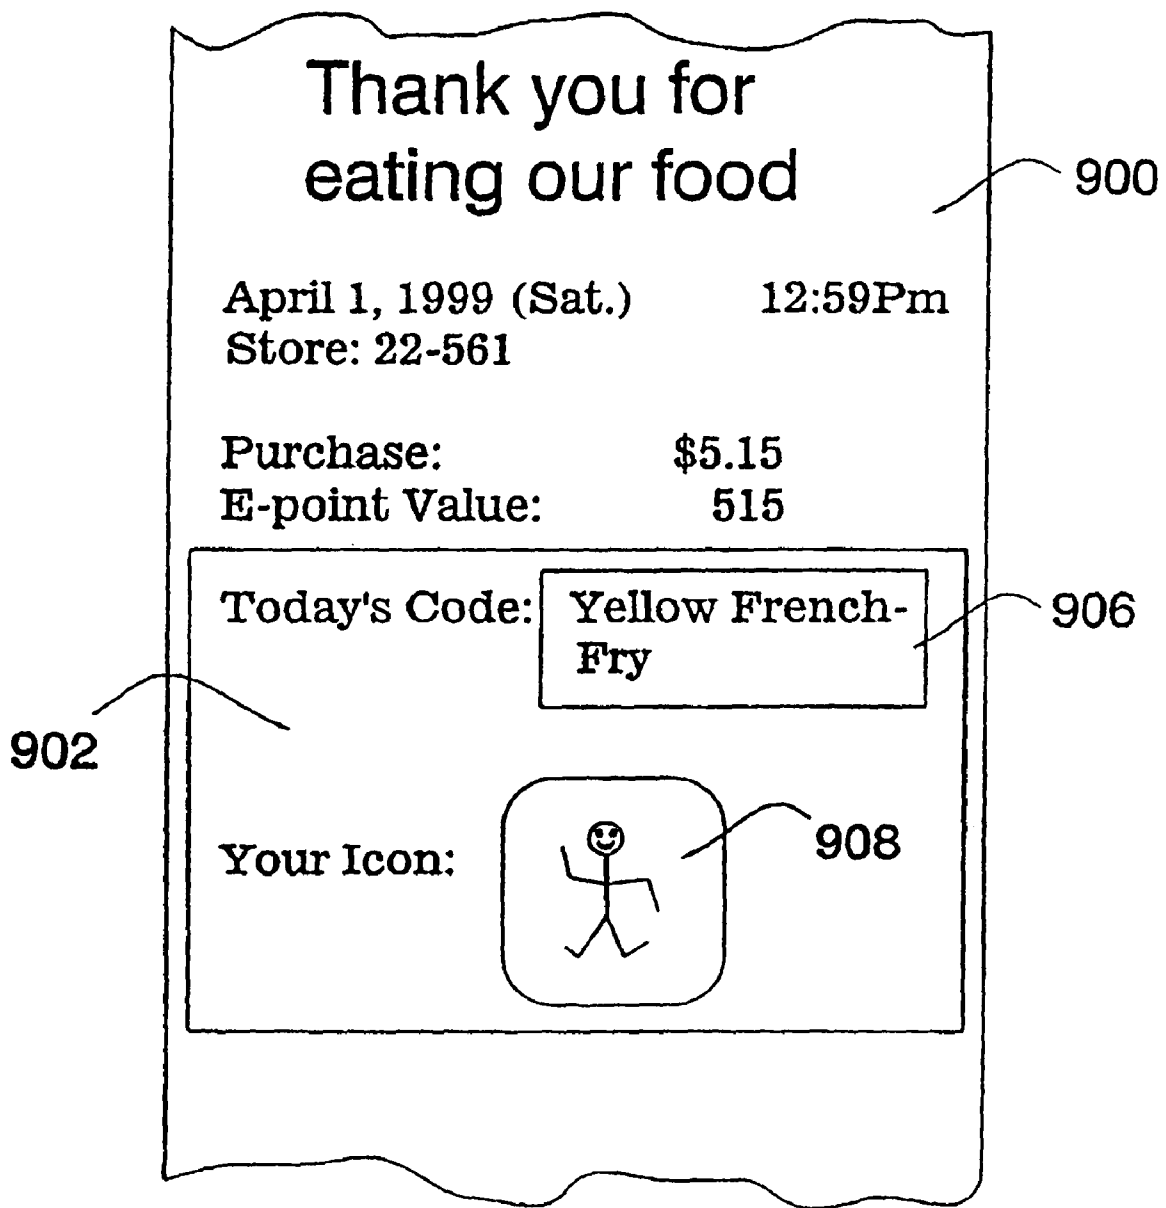 Thank you for
eating our food
900
April 1, 1999 (Sat.) 12:59Pm
Store: 22-561
Purchase: $5.15
E-point Value: 515
Today's Code: Yellow French-
Fry
906
902
Your Icon:
908